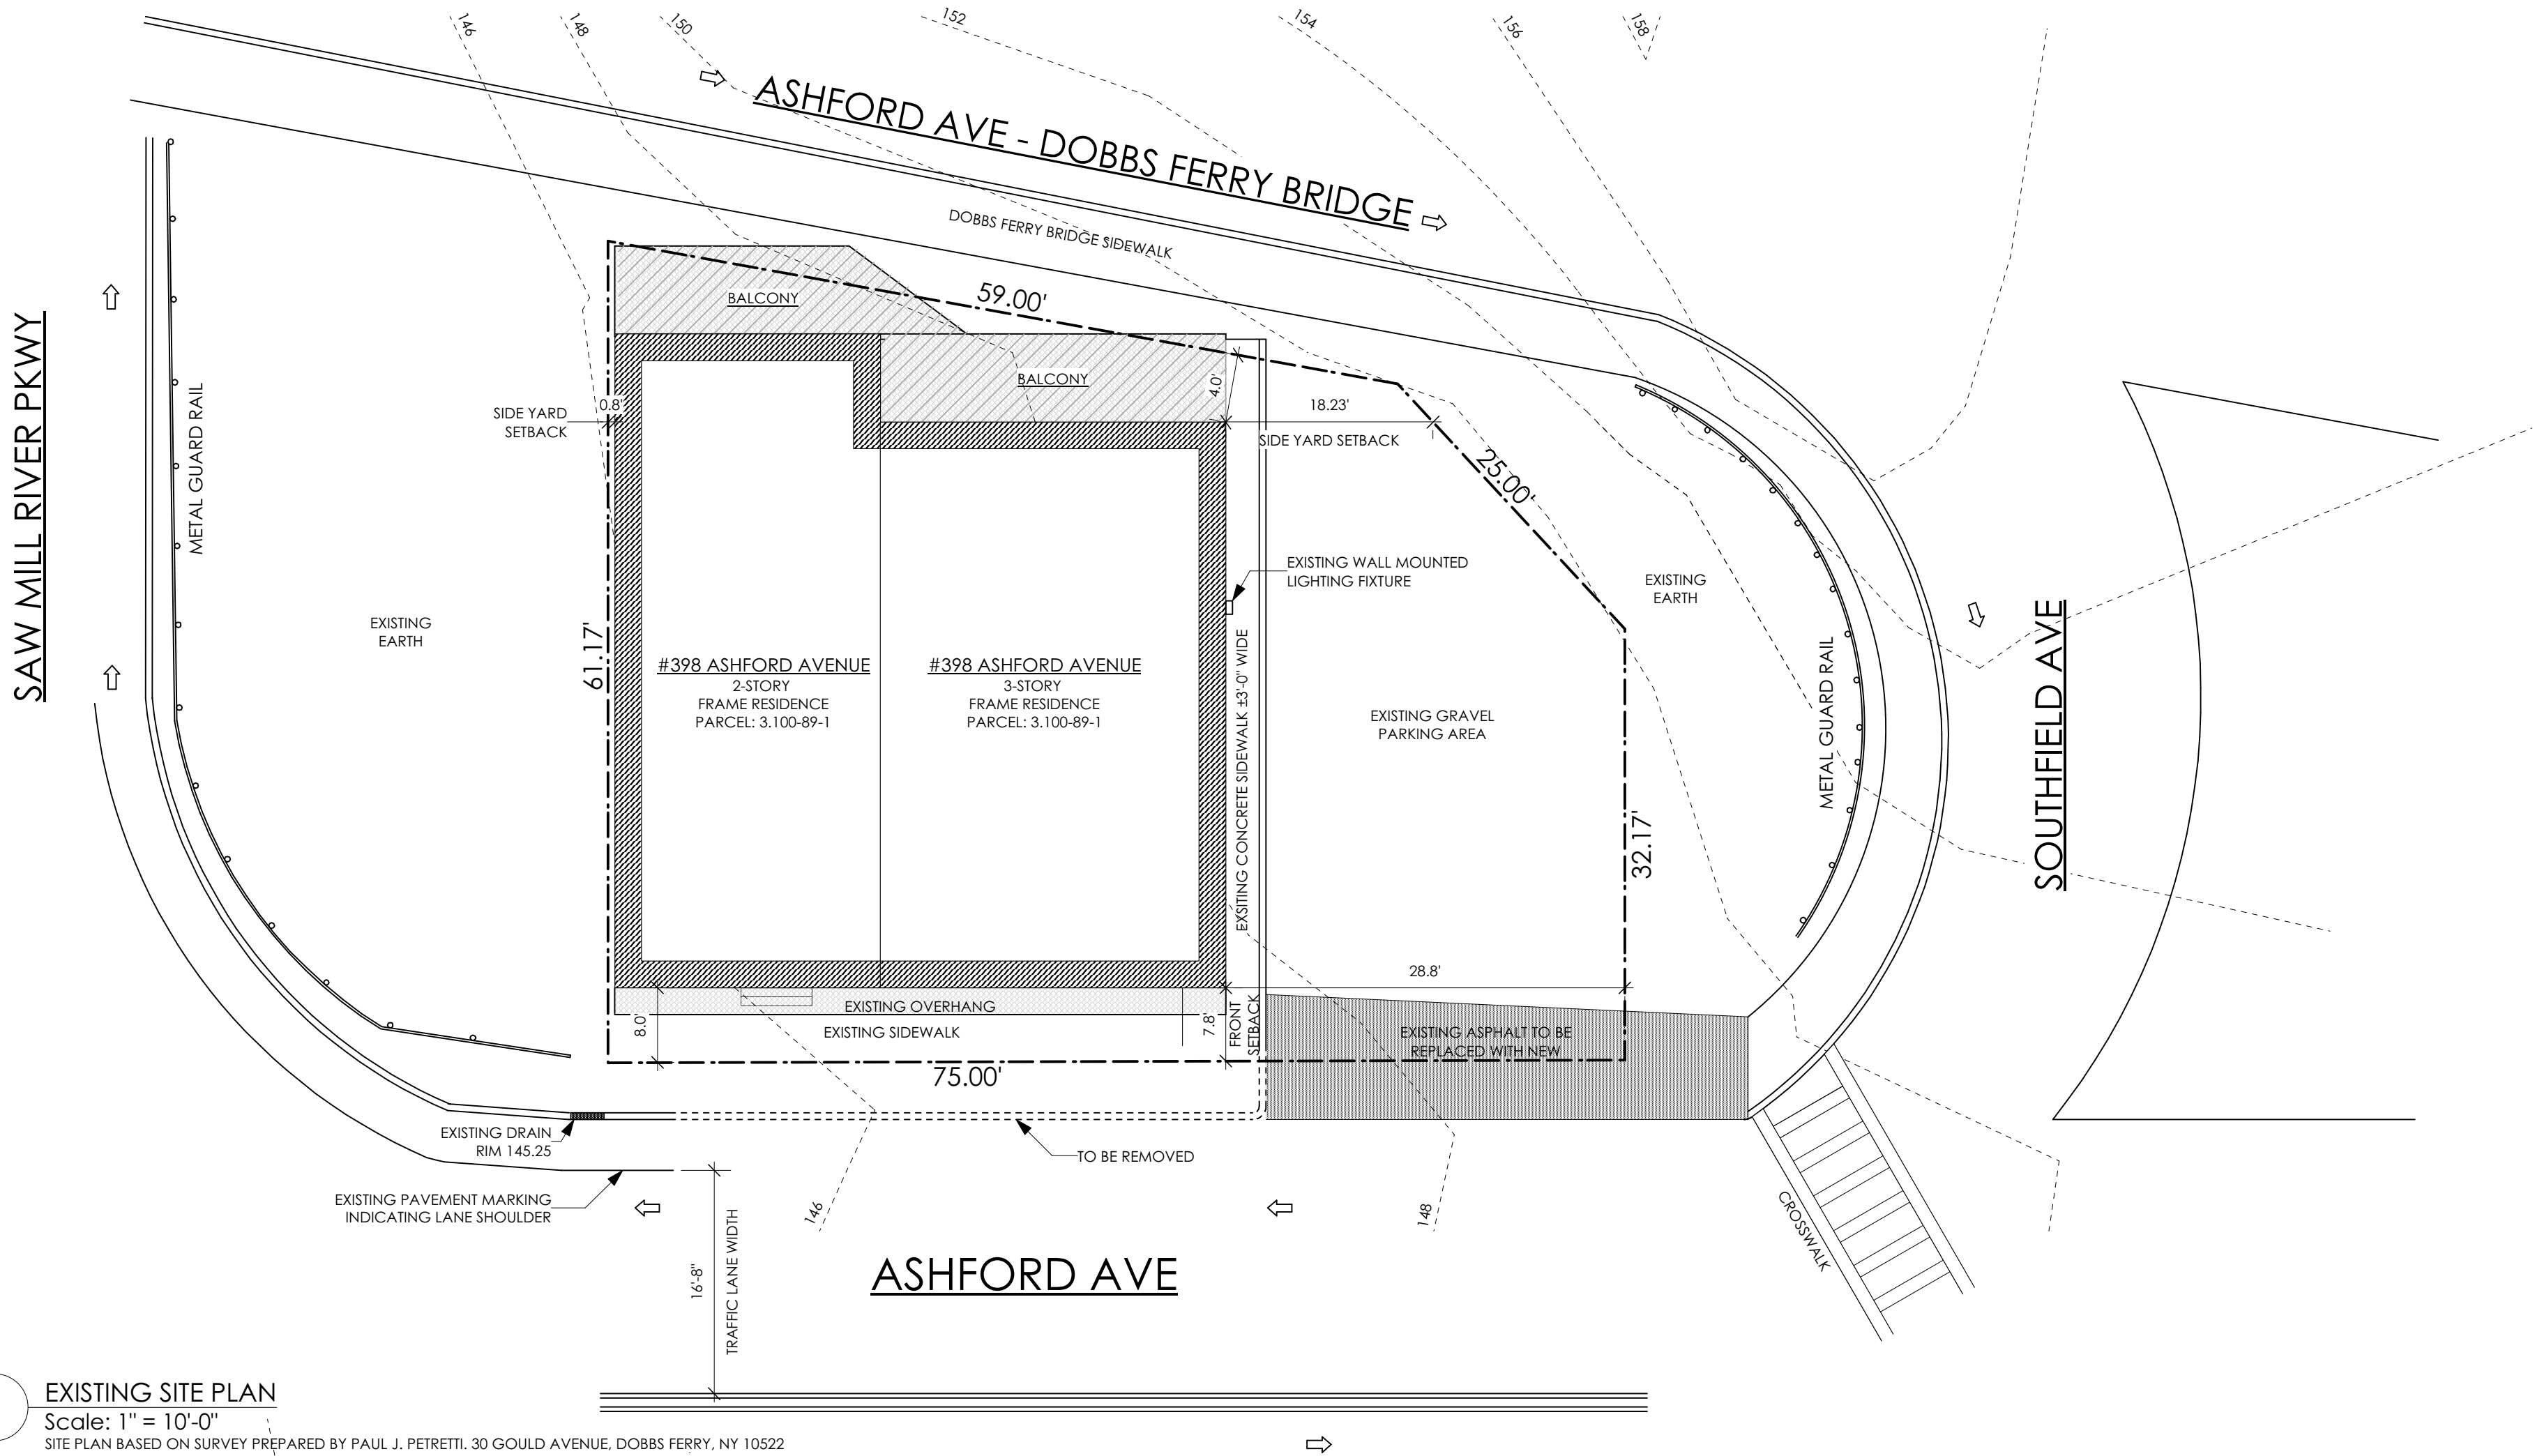 146
148
150
152
154
156
158
ASHFORD AVE - DOBBS FERRY BRIDGE
DOBBS FERRY BRIDGE SIDEWALK
SAW MILL RIVER PKWY
METAL GUARD RAIL
BALCONY
59.00'
BALCONY
4.0'
SIDE YARD
SETBACK
0.8'
18.23'
SIDE YARD SETBACK
25.00'
EXISTING WALL MOUNTED
LIGHTING FIXTURE
EXISTING
EARTH
EXISTING
EARTH
61.17'
#398 ASHFORD AVENUE
2-STORY
FRAME RESIDENCE
PARCEL: 3.100-89-1
#398 ASHFORD AVENUE
3-STORY
FRAME RESIDENCE
PARCEL: 3.100-89-1
EXSITING CONCRETE SIDEWALK ±3'-0" WIDE
EXISTING GRAVEL
PARKING AREA
METAL GUARD RAIL
SOUTHFIELD AVE
32.17'
28.8'
EXISTING OVERHANG
EXISTING SIDEWALK
8.0'
7.8'
FRONT
SETBACK
EXISTING ASPHALT TO BE
REPLACED WITH NEW
75.00'
EXISTING DRAIN
RIM 145.25
TO BE REMOVED
EXISTING PAVEMENT MARKING
INDICATING LANE SHOULDER
146
148
CROSSWALK
16'-8"
TRAFFIC LANE WIDTH
ASHFORD AVE
EXISTING SITE PLAN
Scale: 1" = 10'-0"
SITE PLAN BASED ON SURVEY PREPARED BY PAUL J. PETRETTI. 30 GOULD AVENUE, DOBBS FERRY, NY 10522